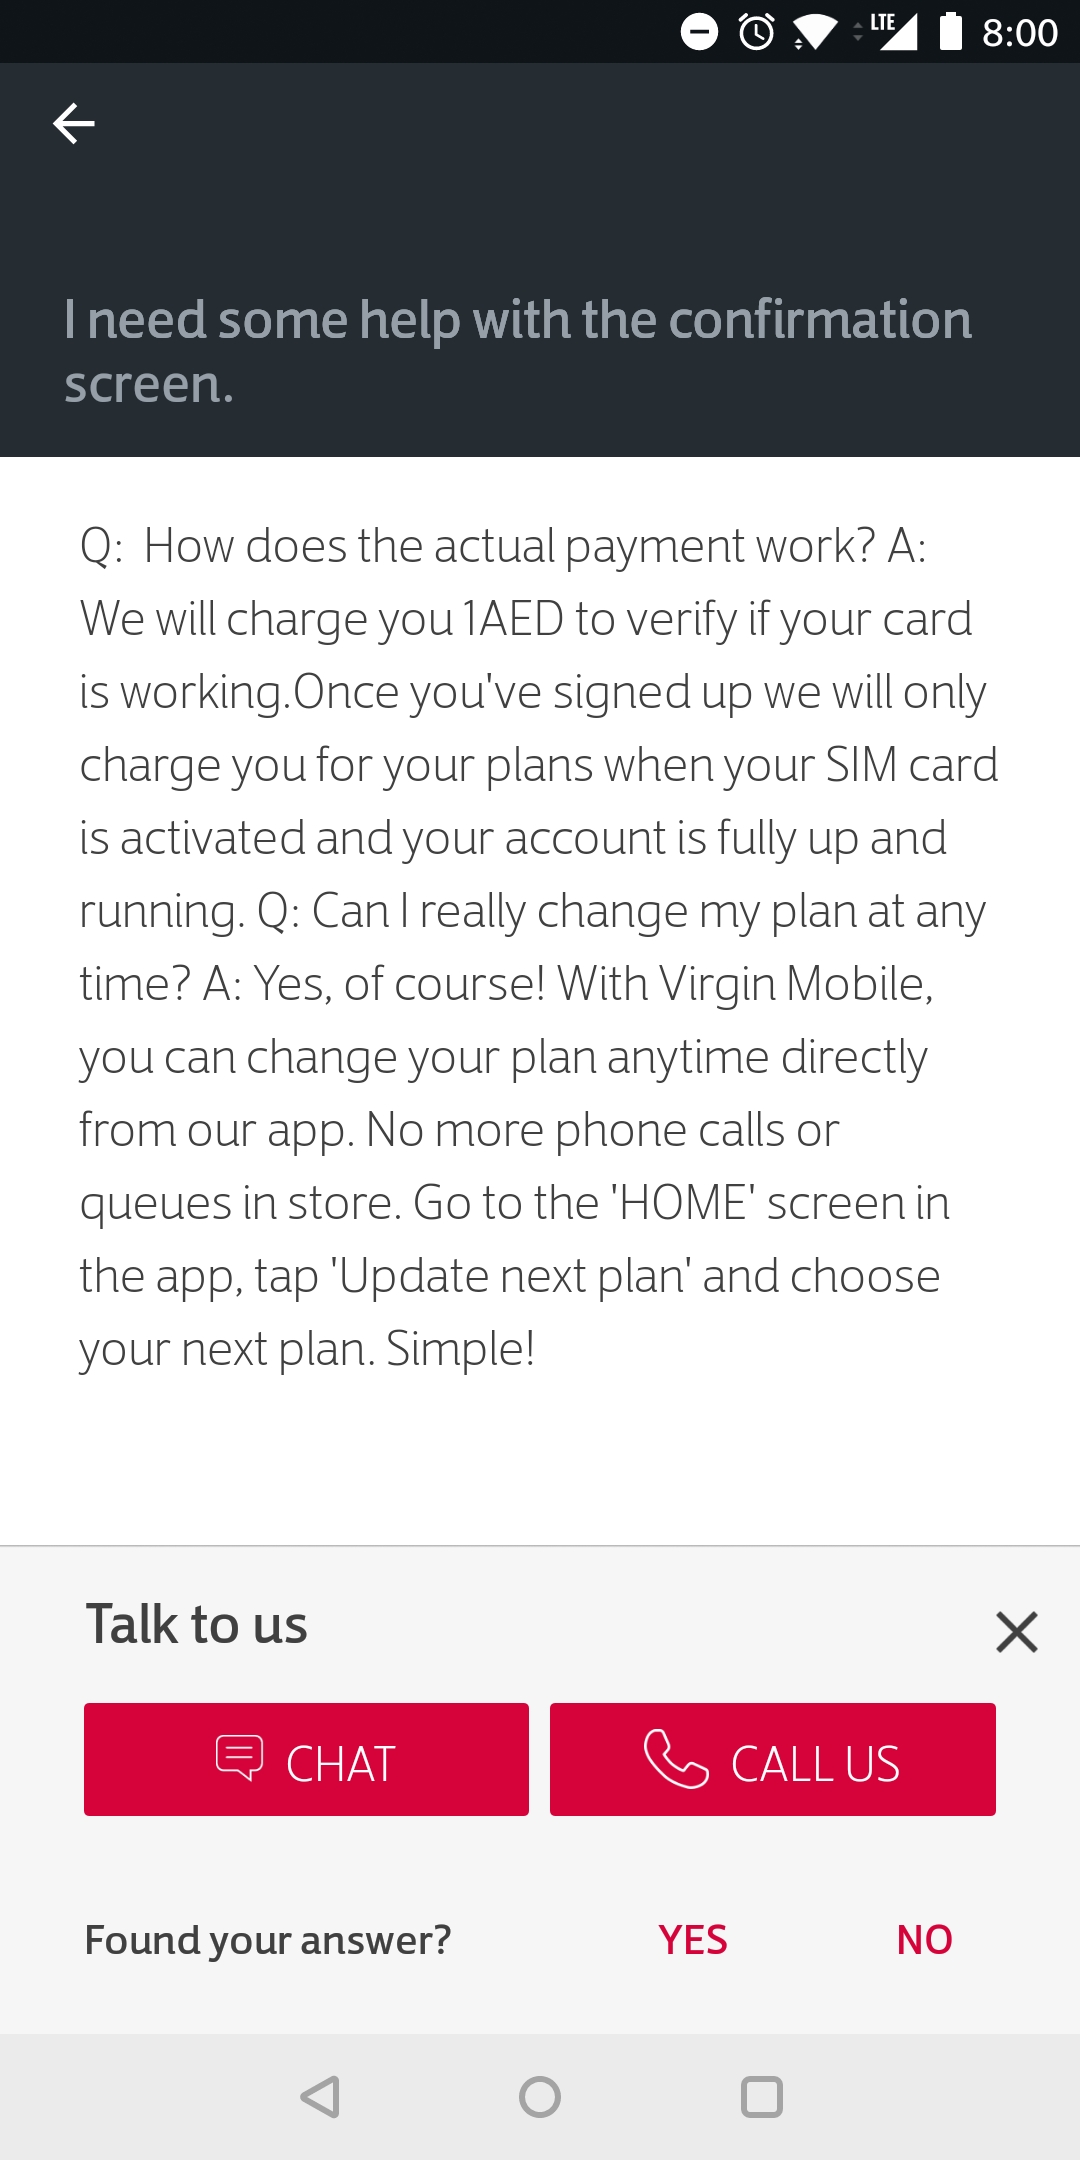 LTE 8:00
I need some help with the confirmation
screen.
Q:  How does the actual payment work? A:
We will charge you 1AED to verify if your card
is working.Once you've signed up we will only
charge you for your plans when your SIM card
is activated and your account is fully up and
running. Q: Can I really change my plan at any
time? A: Yes, of course! With Virgin Mobile,
you can change your plan anytime directly
from our app. No more phone calls or
queues in store. Go to the 'HOME' screen in
the app, tap 'Update next plan' and choose
your next plan. Simple!
Talk to us
CHAT CALL US
Found your answer? YES NO